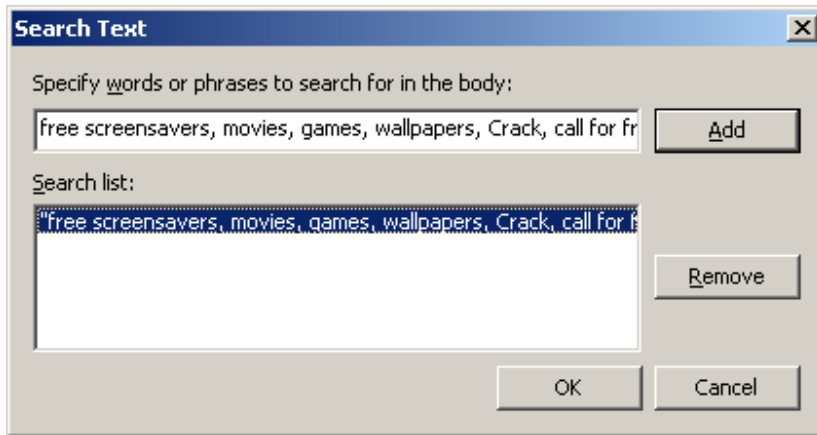 Search Text
Specify words or phrases to search for in the body:
free screensavers, movies, games, wallpapers, Crack, call for fr
Add
Search list:
"free screensavers, movies, games, wallpapers, Crack, call for f
Remove
OK
Cancel